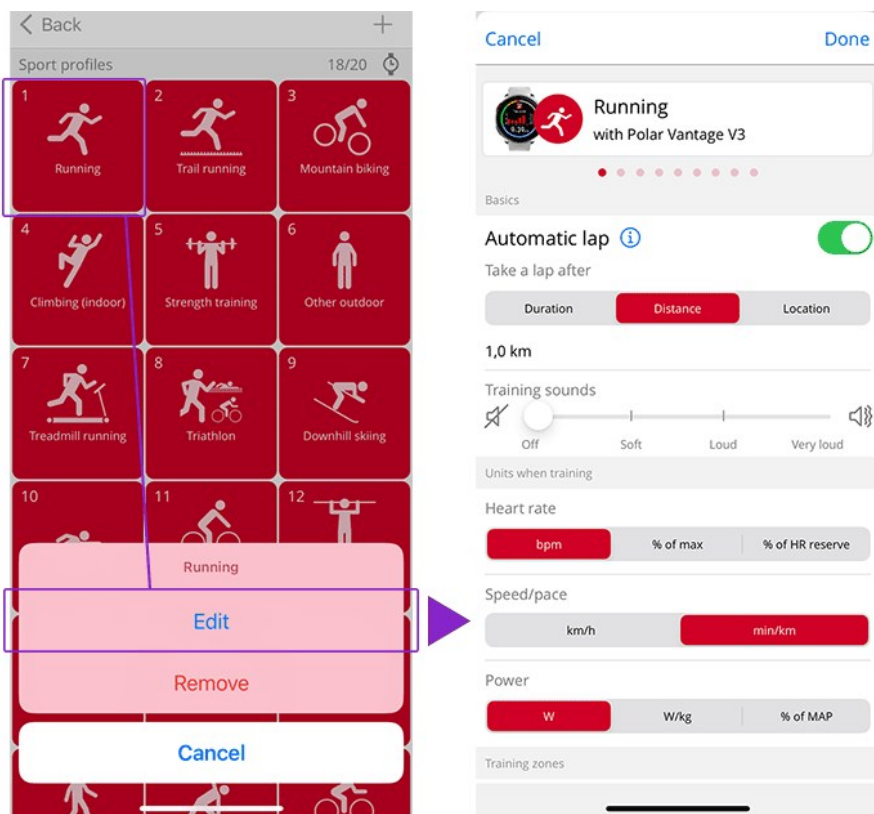 Back
Sport profiles 18/20
1
2
3
Running
Trail running
Mountain biking
4
5
6
Climbing (indoor)
Strength training
Other outdoor
7
8
9
Treadmill running
Triathlon
Downhill skiing
10
11
12
Running
Edit
Remove
Cancel
Cancel Done
Running
with Polar Vantage V3
Basics
Automatic lap
Take a lap after
Duration Distance Location
1,0 km
Training sounds
Off Soft Loud Very loud
Units when training
Heart rate
bpm % of max % of HR reserve
Speed/pace
km/h min/km
Power
W W/kg % of MAP
Training zones